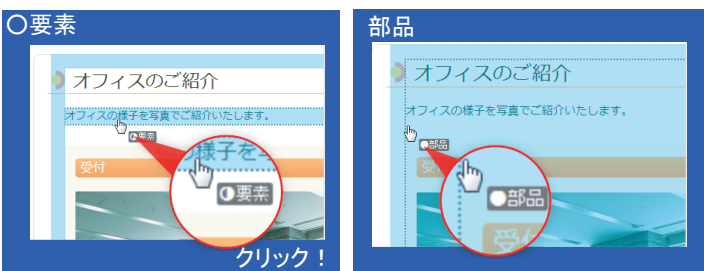 〇要素
オフィスのご紹介
オフィスの様子を写真でご紹介いたします。
要素
受付
の様子を
要素
クリック！
部品
オフィスのご紹介
オフィスの様子を写真でご紹介いたします。
部品
受
部品
受